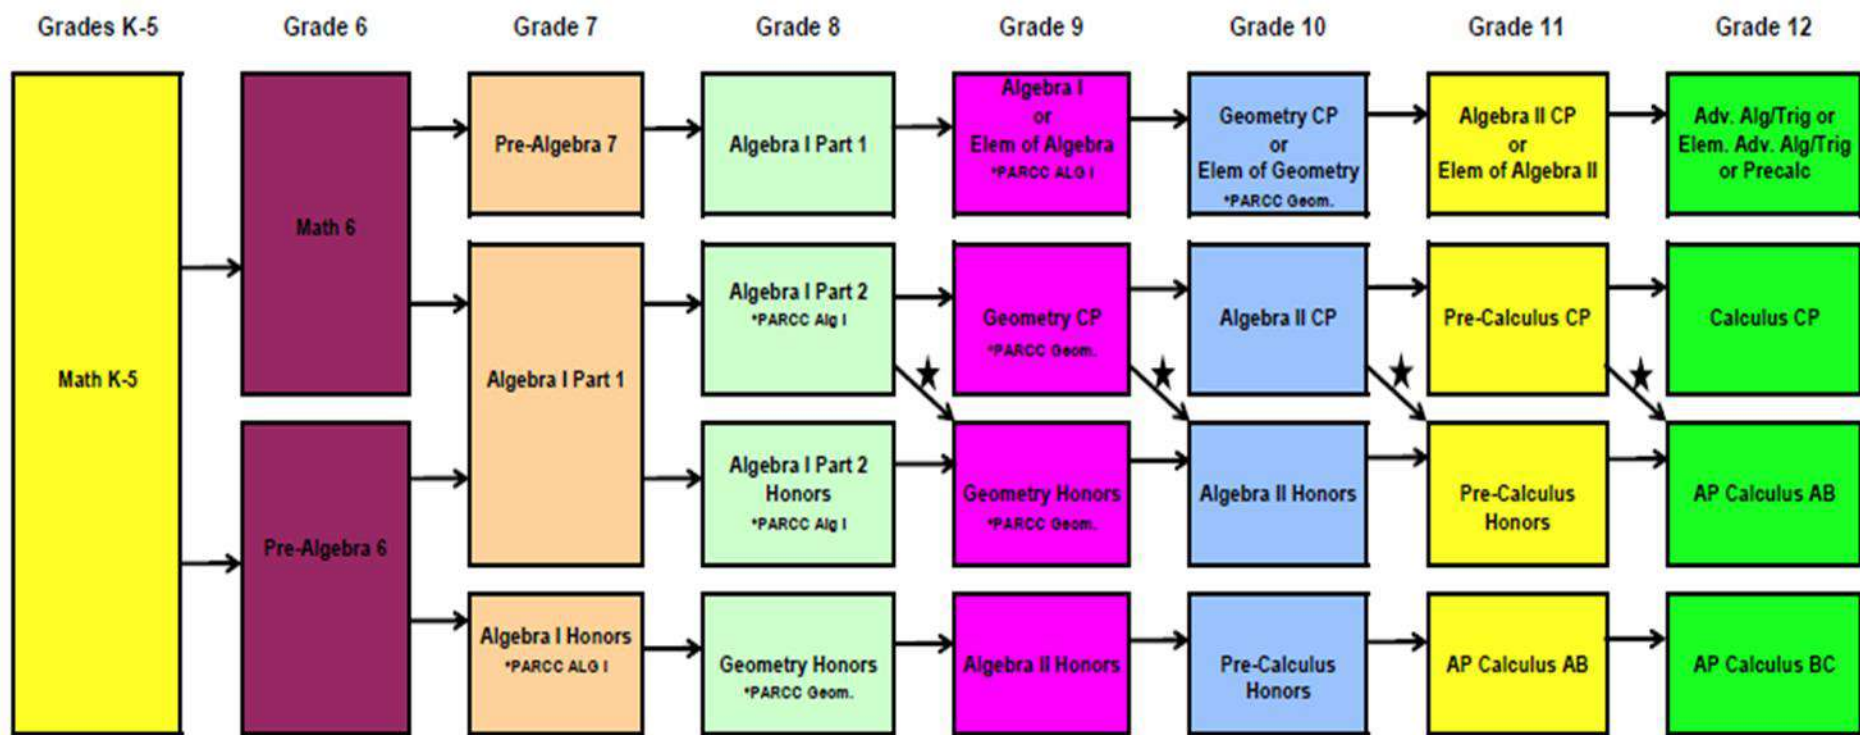 Grades K-5
Grade 6
Grade 7
Grade 8
Grade 9
Grade 10
Grade 11
Grade 12
Math K-5
Math 6
Pre-Algebra 6
Pre-Algebra 7
Algebra I Part 1
Algebra I Honors
*PARCC ALG I
Algebra I Part 1
Algebra I Part 2
*PARCC Alg I
Algebra I Part 2
Honors
*PARCC Alg I
Geometry Honors
*PARCC Geom.
Algebra I
or
Elem of Algebra
*PARCC ALG I
Geometry CP
*PARCC Geom.
Geometry Honors
*PARCC Geom.
Algebra II Honors
Geometry CP
or
Elem of Geometry
*PARCC Geom.
Algebra II CP
Algebra II Honors
Pre-Calculus
Honors
Algebra II CP
or
Elem of Algebra II
Pre-Calculus CP
Pre-Calculus
Honors
AP Calculus AB
Adv. Alg/Trig or
Elem. Adv. Alg/Trig
or Precalc
Calculus CP
AP Calculus AB
AP Calculus BC